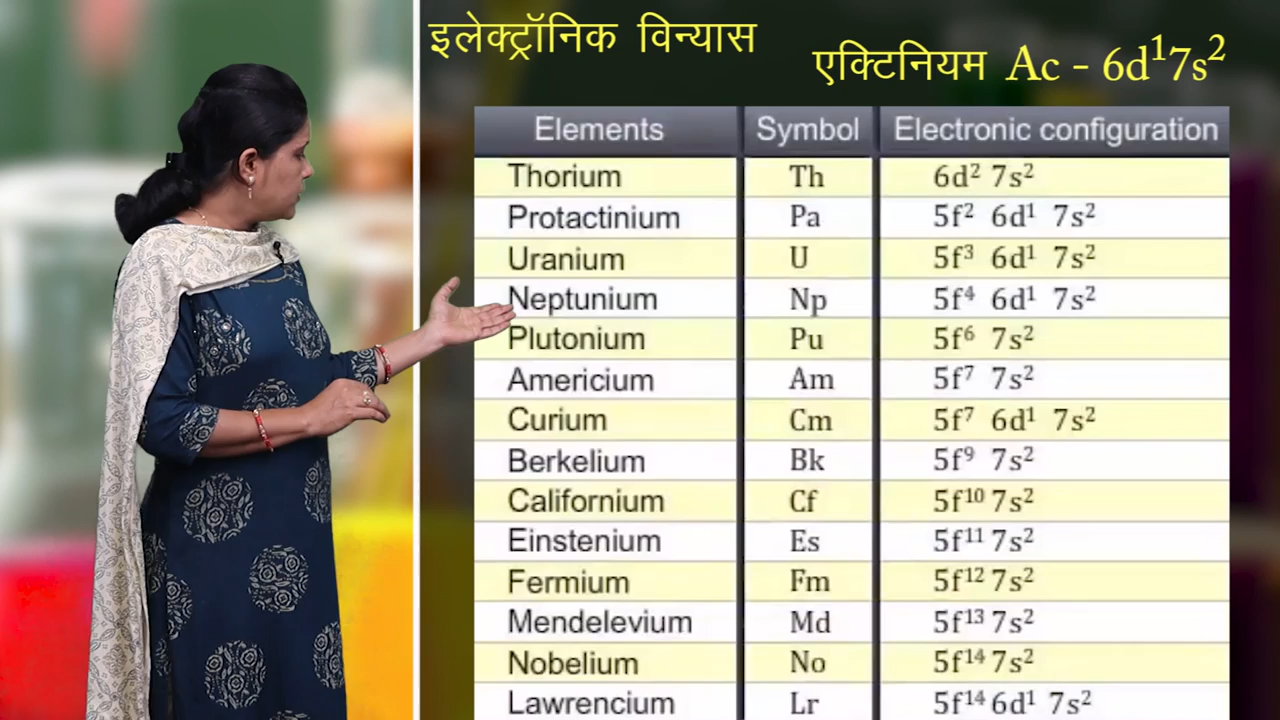 इलेक्ट्रॉनिक विन्यास
एक्टिनियम Ac - 6d¹7s²
Elements Symbol Electronic configuration
Thorium Th 6d² 7s²
Protactinium Pa 5f² 6d¹ 7s²
Uranium U 5f³ 6d¹ 7s²
Neptunium Np 5f⁴ 6d¹ 7s²
Plutonium Pu 5f⁶ 7s²
Americium Am 5f⁷ 7s²
Curium Cm 5f⁷ 6d¹ 7s²
Berkelium Bk 5f⁹ 7s²
Californium Cf 5f¹⁰ 7s²
Einstenium Es 5f¹¹ 7s²
Fermium Fm 5f¹² 7s²
Mendelevium Md 5f¹³ 7s²
Nobelium No 5f¹⁴ 7s²
Lawrencium Lr 5f¹⁴ 6d¹ 7s²